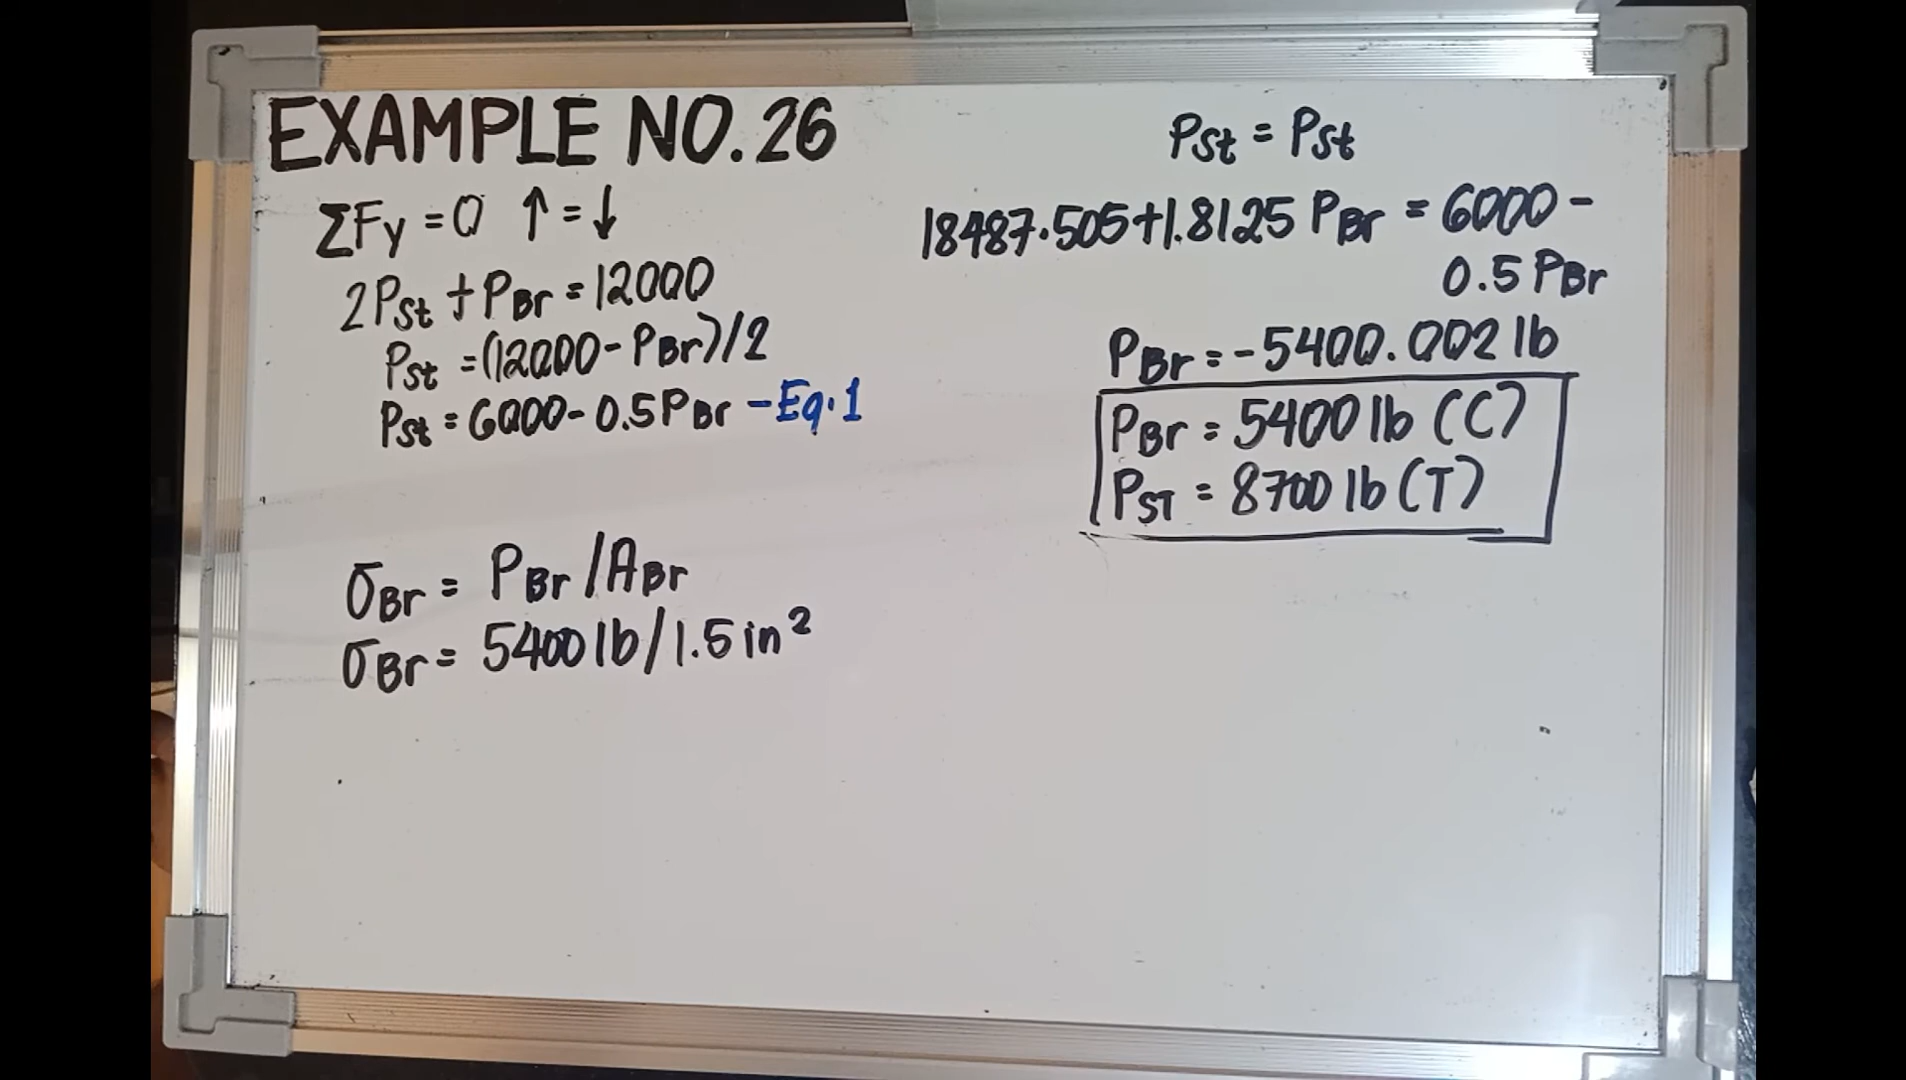 EXAMPLE NO. 26
ΣFy = 0 ↑ = ↓
2PSt + PBr = 12000
PSt = (12000 - PBr)/2
PSt = 6000 - 0.5 PBr - Eq. 1
σBr = PBr / ABr
σBr = 5400 lb / 1.5 in²
PSt = PSt
18487.505 + 1.8125 PBr = 6000 -
0.5 PBr
PBr = -5400.002 lb
PBr = 5400 lb (C)
PST = 8700 lb (T)